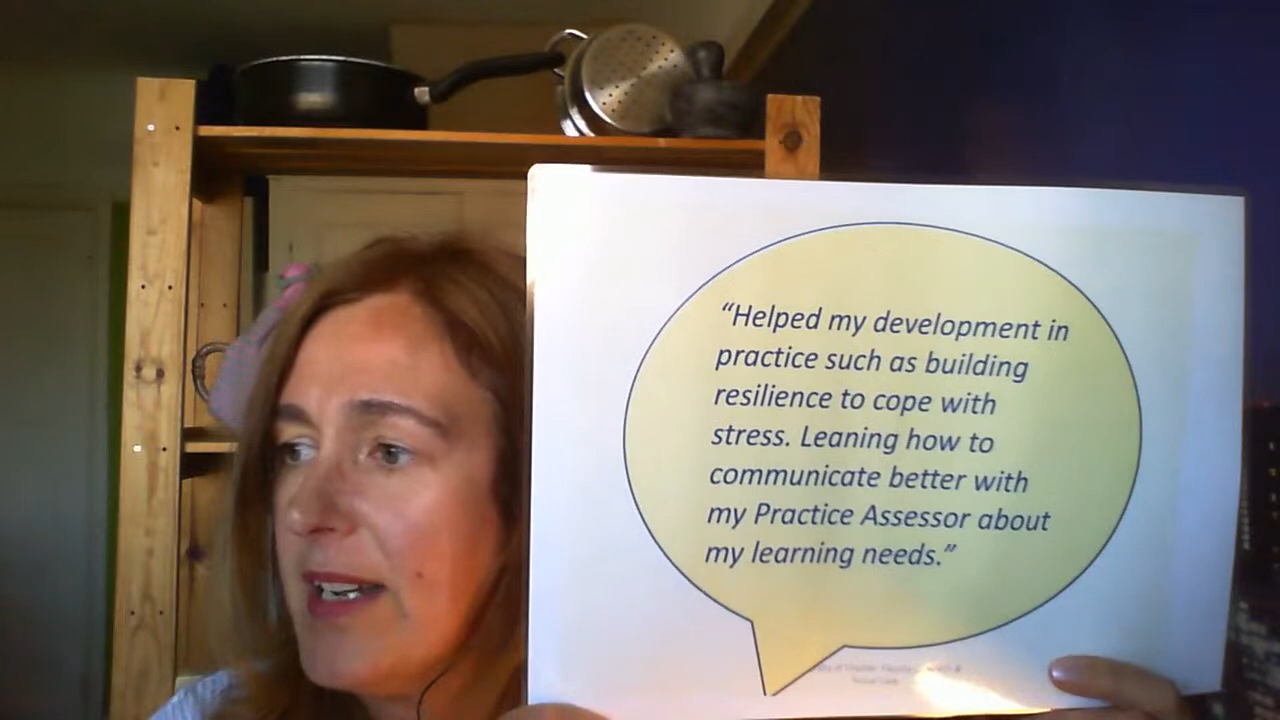 “Helped my development in
practice such as building
resilience to cope with
stress. Leaning how to
communicate better with
my Practice Assessor about
my learning needs.”